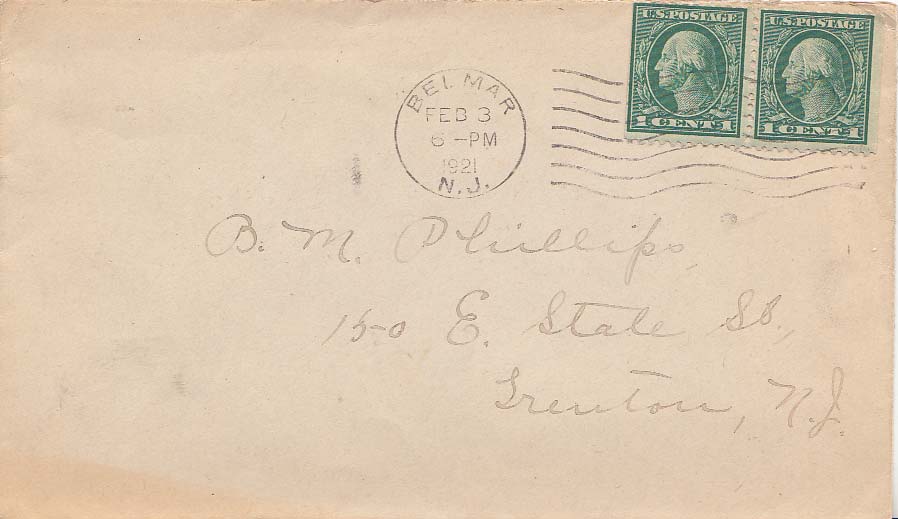 U.S. POSTAGE
1 CENT 1
U.S. POSTAGE
1 CENT 1
BELMAR
FEB 3
6 -PM
1921
N.J.
B. M. Phillips,
150 E. State St.,
Trenton, N.J.